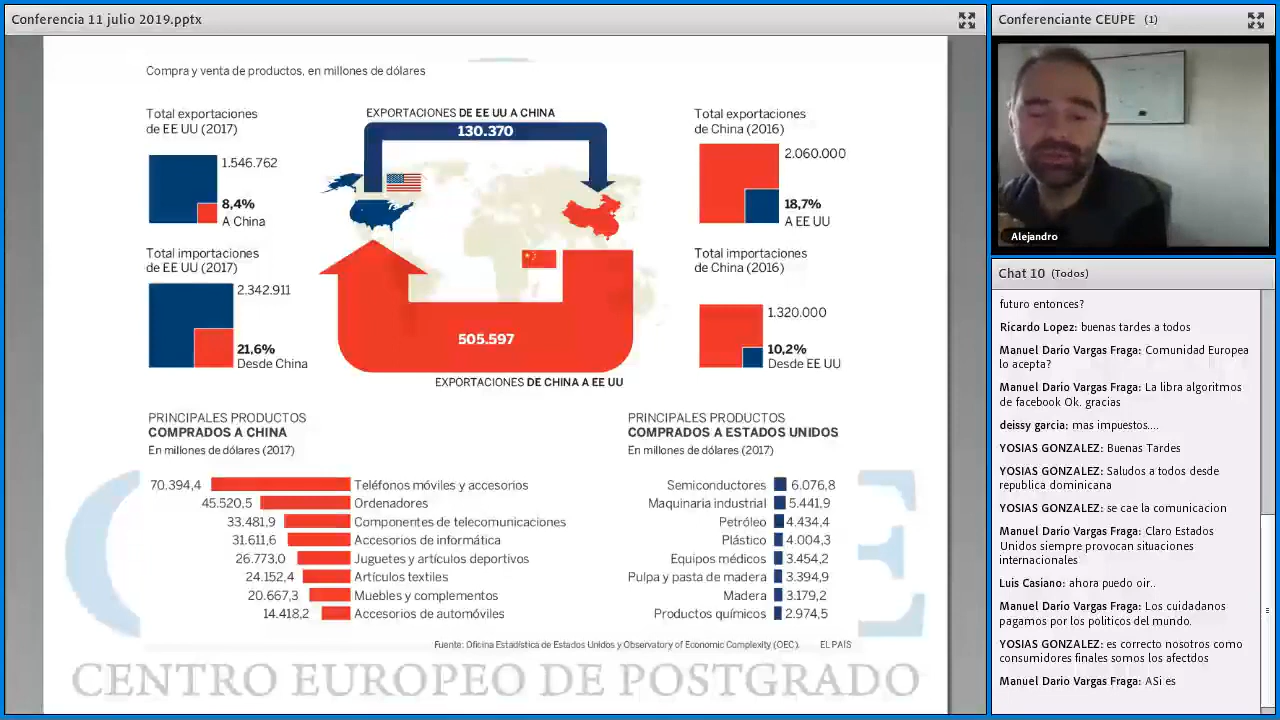 Conferencia 11 julio 2019.pptx
Compra y venta de productos, en millones de dólares
Total exportaciones
de EE UU (2017)
1.546.762
8,4%
A China
Total importaciones
de EE UU (2017)
2.342.911
21,6%
Desde China
EXPORTACIONES DE EE UU A CHINA
130.370
505.597
EXPORTACIONES DE CHINA A EE UU
Total exportaciones
de China (2016)
2.060.000
18,7%
A EE UU
Total importaciones
de China (2016)
1.320.000
10,2%
Desde EE UU
PRINCIPALES PRODUCTOS
COMPRADOS A CHINA
En millones de dólares (2017)
70.394,4 Teléfonos móviles y accesorios
45.520,5 Ordenadores
33.481,9 Componentes de telecomunicaciones
31.611,6 Accesorios de informática
26.773,0 Juguetes y artículos deportivos
24.152,4 Artículos textiles
20.667,3 Muebles y complementos
14.418,2 Accesorios de automóviles
PRINCIPALES PRODUCTOS
COMPRADOS A ESTADOS UNIDOS
En millones de dólares (2017)
Semiconductores 6.076,8
Maquinaria industrial 5.441,9
Petróleo 4.434,4
Plástico 4.004,3
Equipos médicos 3.454,2
Pulpa y pasta de madera 3.394,9
Madera 3.179,2
Productos químicos 2.974,5
Fuente: Oficina Estadística de Estados Unidos y Observatory of Economic Complexity (OEC). EL PAÍS
C E
CENTRO EUROPEO DE POSTGRADO
Conferenciante CEUPE (1)
Alejandro
Chat 10 (Todos)
futuro entonces?
Ricardo Lopez: buenas tardes a todos
Manuel Darío Vargas Fraga: Comunidad Europea
lo acepta?
Manuel Darío Vargas Fraga: La libra algoritmos
de facebook Ok. gracias
deissy garcia: mas impuestos....
YOSIAS GONZALEZ: Buenas Tardes
YOSIAS GONZALEZ: Saludos a todos desde
republica dominicana
YOSIAS GONZALEZ: se cae la comunicacion
Manuel Darío Vargas Fraga: Claro Estados
Unidos siempre provocan situaciones
internacionales
Luis Casiano: ahora puedo oir..
Manuel Darío Vargas Fraga: Los cuidadanos
pagamos por los politicos del mundo.
YOSIAS GONZALEZ: es correcto nosotros como
consumidores finales somos los afectdos
Manuel Darío Vargas Fraga: ASi es